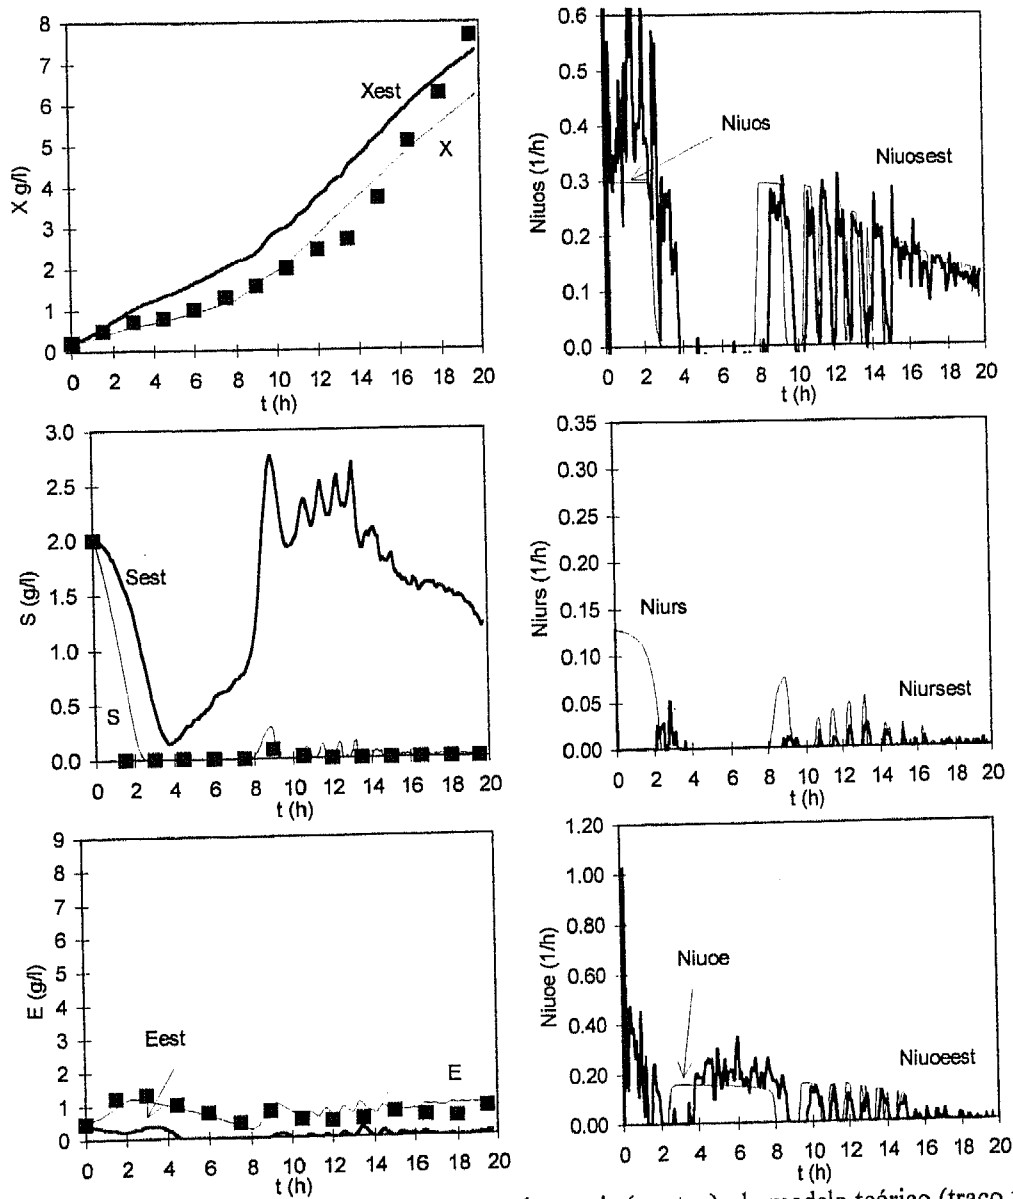 8
7
6
5
4
3
2
1
0
X g/l
Xest
X
0 2 4 6 8 10 12 14 16 18 20
t (h)
0.6
0.5
0.4
0.3
0.2
0.1
0.0
Niuos (1/h)
Niuos
Niuosest
0 2 4 6 8 10 12 14 16 18 20
t (h)
3.0
2.5
2.0
1.5
1.0
0.5
0.0
S (g/l)
Sest
S
0 2 4 6 8 10 12 14 16 18 20
t (h)
0.35
0.30
0.25
0.20
0.15
0.10
0.05
0.00
Niurs (1/h)
Niurs
Niursest
0 2 4 6 8 10 12 14 16 18 20
t (h)
9
8
7
6
5
4
3
2
1
0
E (g/l)
Eest
E
0 2 4 6 8 10 12 14 16 18 20
t (h)
1.20
1.00
0.80
0.60
0.40
0.20
0.00
Niuoe (1/h)
Niuoe
Niuoeest
0 2 4 6 8 10 12 14 16 18 20
t (h)
(pontos), do modelo teórico (traço